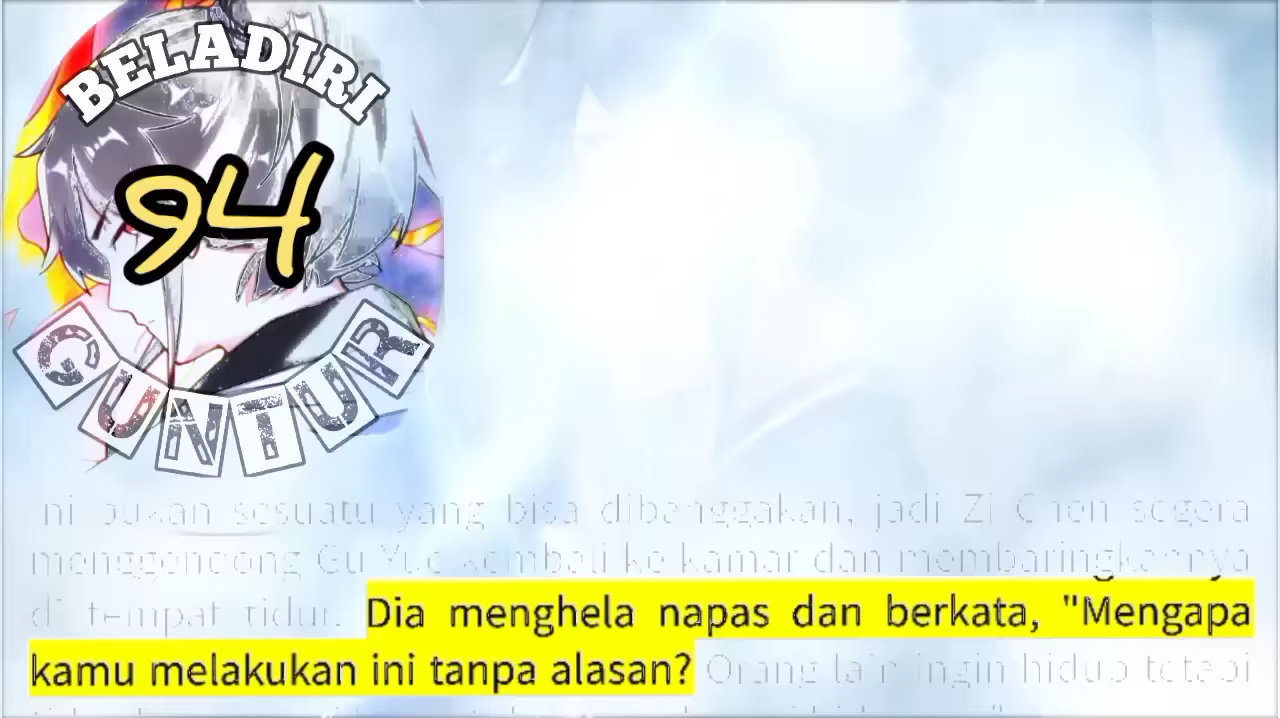 BELADIRI
94
GUNTUR
ini bukan sesuatu yang bisa dibanggakan, jadi Zi Chen segera
menggendong Gu Yue kembali ke kamar dan membaringkannya
di tempat tidur. Dia menghela napas dan berkata, "Mengapa
kamu melakukan ini tanpa alasan? Orang lain ingin hidup tetapi